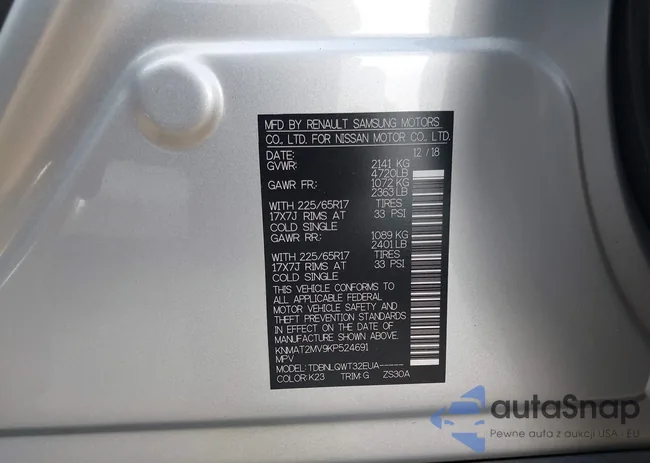 MFD BY RENAULT SAMSUNG MOTORS
CO., LTD. FOR NISSAN MOTOR CO., LTD.
DATE: 12 / 18
GVWR: 2141 KG
4720LB
GAWR FR: 1072 KG
2363LB
WITH 225/65R17 TIRES
17X7J RIMS AT 33 PSI
COLD SINGLE
GAWR RR: 1089 KG
2401LB
WITH 225/65R17 TIRES
17X7J RIMS AT 33 PSI
COLD SINGLE
THIS VEHICLE CONFORMS TO
ALL APPLICABLE FEDERAL
MOTOR VEHICLE SAFETY AND
THEFT PREVENTION STANDARDS
IN EFFECT ON THE DATE OF
MANUFACTURE SHOWN ABOVE.
KNMAT2MV9KP524691
MPV
MODEL: TDBNLQWT32EUA-----
COLOR: K23 TRIM: G ZS30A
autaSnap
Pewne auta z aukcji USA - EU